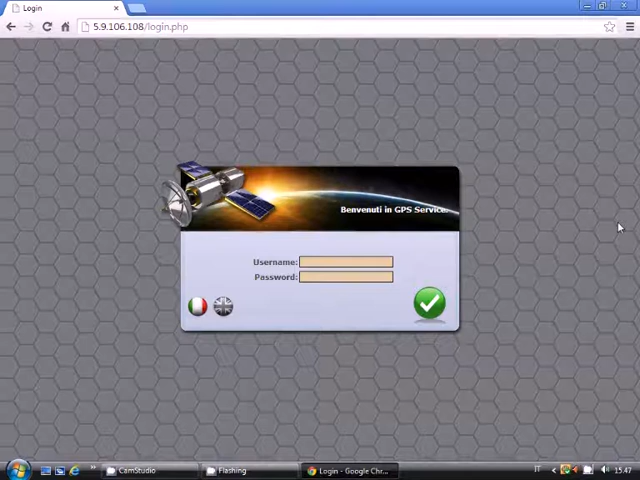 Login
5.9.106.108/login.php
Benvenuti in GPS Service.
Username:
Password:
CamStudio
Flashing
Login - Google Chr...
IT
15.47